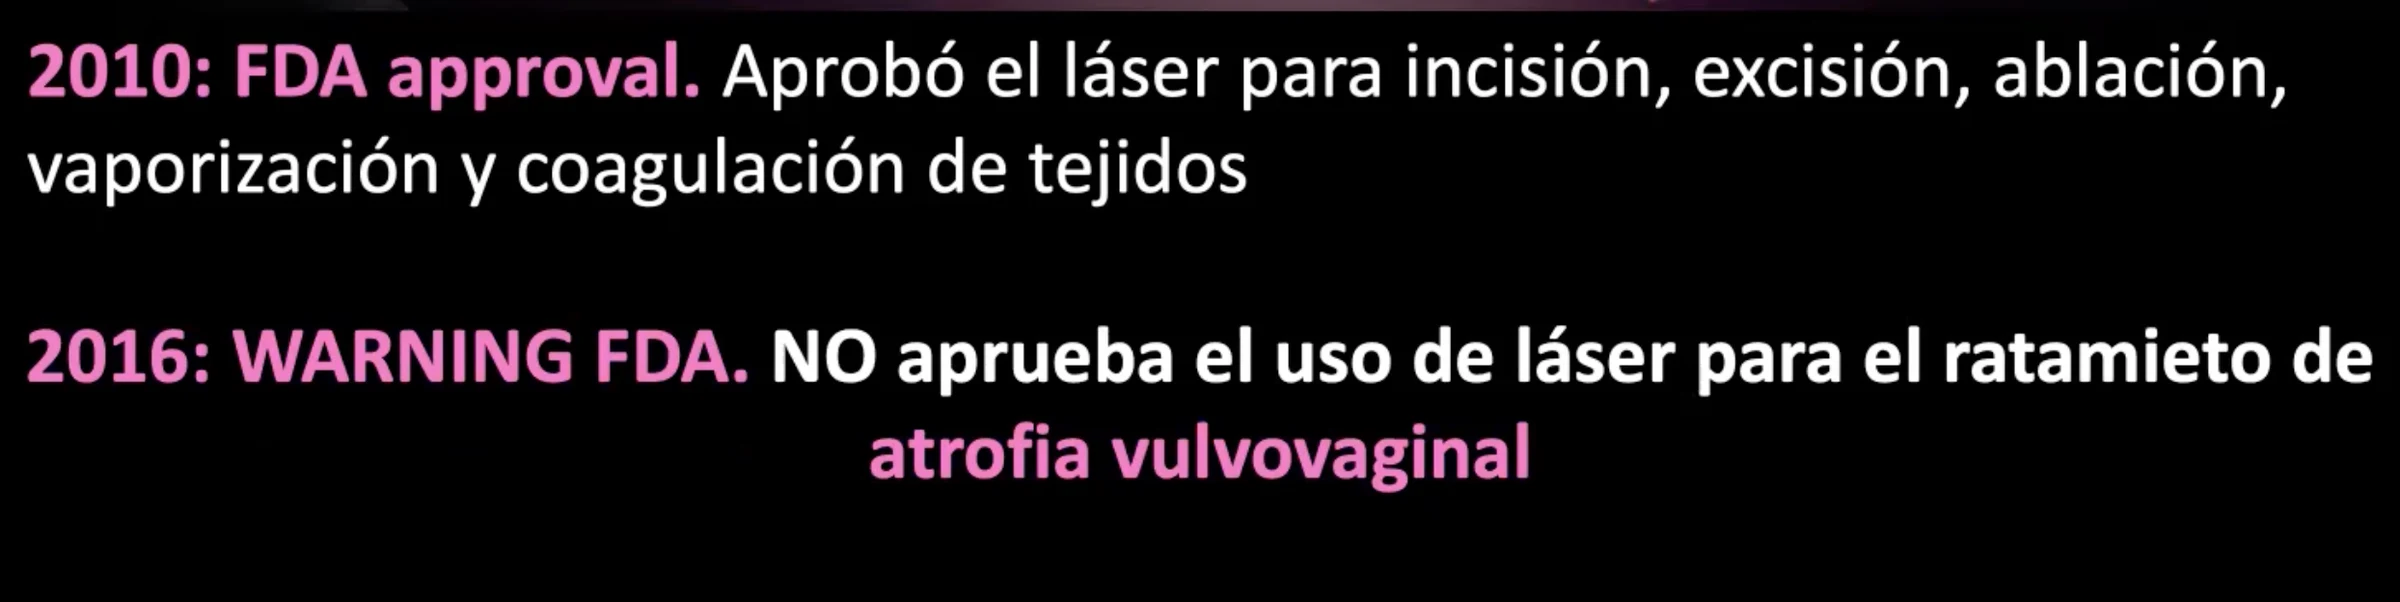 2010: FDA approval. Aprobó el láser para incisión, excisión, ablación,
vaporización y coagulación de tejidos
2016: WARNING FDA. NO aprueba el uso de láser para el ratamieto de
atrofia vulvovaginal